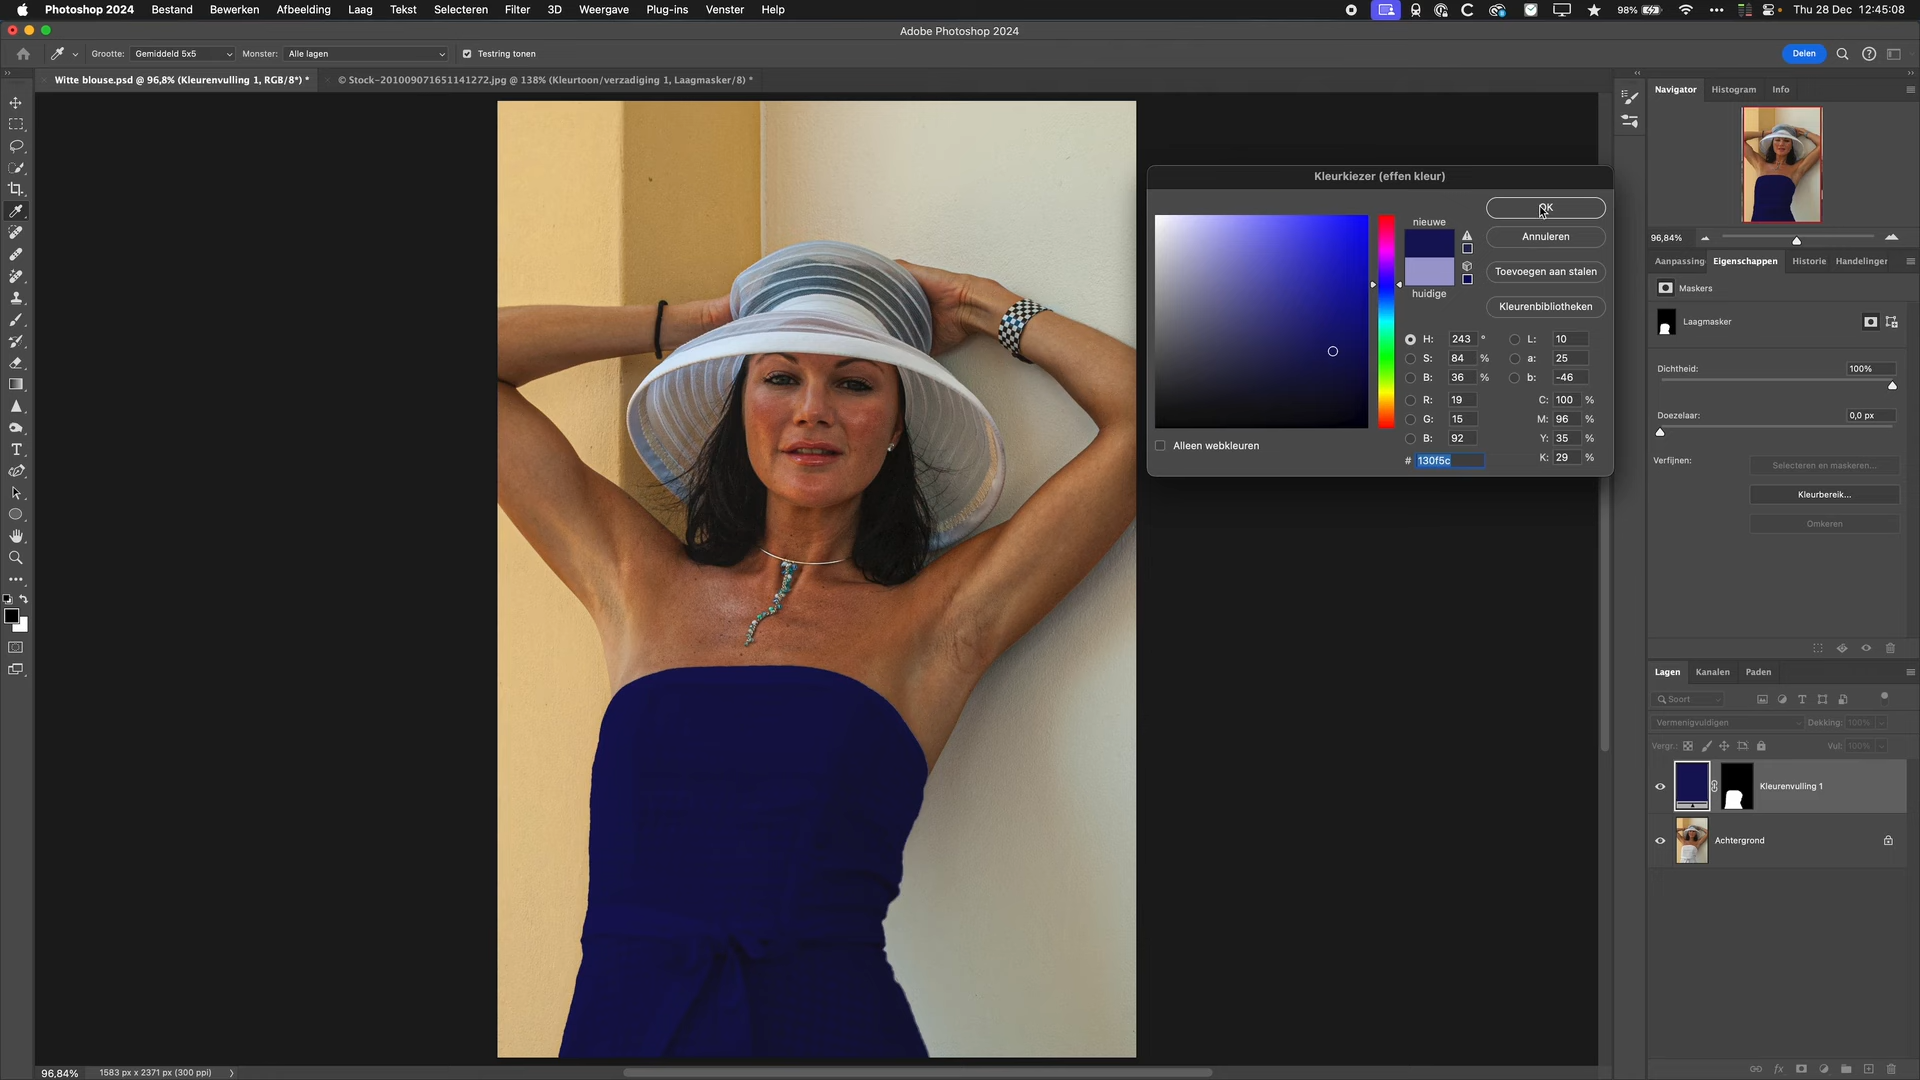 Photoshop 2024 Bestand Bewerken Afbeelding Laag Tekst Selecteren Filter 3D Weergave Plug-ins Venster Help 98% Thu 28 Dec 12:45:08
Adobe Photoshop 2024
Grootte: Gemiddeld 5x5 Monster: Alle lagen Testring tonen Delen
Witte blouse.psd @ 96,8% (Kleurenvulling 1, RGB/8*) * © Stock-201009071651141272.jpg @ 138% (Kleurtoon/verzadiging 1, Laagmasker/8) *
Navigator Histogram Info
96,84%
Aanpassing Eigenschappen Historie Handelinger
Maskers
Laagmasker
Dichtheid: 100%
Doezelaar: 0,0 px
Verfijnen: Selecteren en maskeren...
Kleurbereik...
Omkeren
Kleurkiezer (effen kleur)
OK
nieuwe
Annuleren
Toevoegen aan stalen
huidige
Kleurenbibliotheken
H: 243 ° L: 10
S: 84 % a: 25
B: 36 % b: -46
R: 19 C: 100 %
G: 15 M: 96 %
B: 92 Y: 35 %
Alleen webkleuren
# 130f5c K: 29 %
Lagen Kanalen Paden
Soort
Vermenigvuldigen Dekking: 100%
Vergr.: Vul: 100%
Kleurenvulling 1
Achtergrond
96,84% 1583 px x 2371 px (300 ppi)